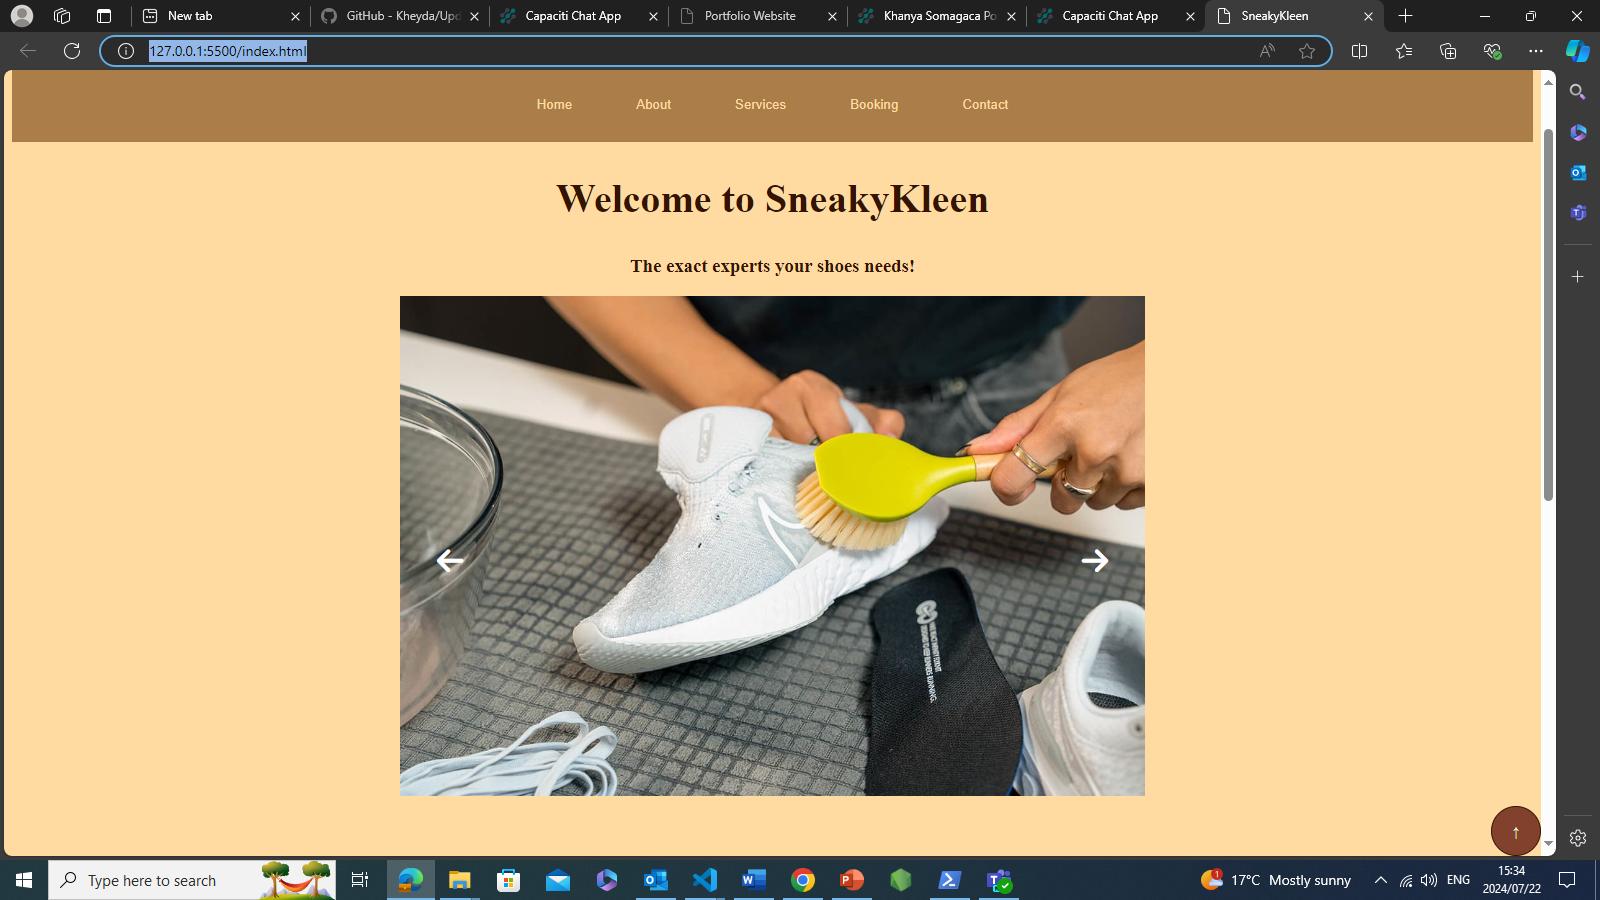 New tab
GitHub - Kheyda/Upd
Capaciti Chat App
Portfolio Website
Khanya Somagaca Po
Capaciti Chat App
SneakyKleen
127.0.0.1:5500/index.html
Home
About
Services
Booking
Contact
Welcome to SneakyKleen
The exact experts your shoes needs!
Type here to search
1
17°C Mostly sunny
ENG
15:34
2024/07/22